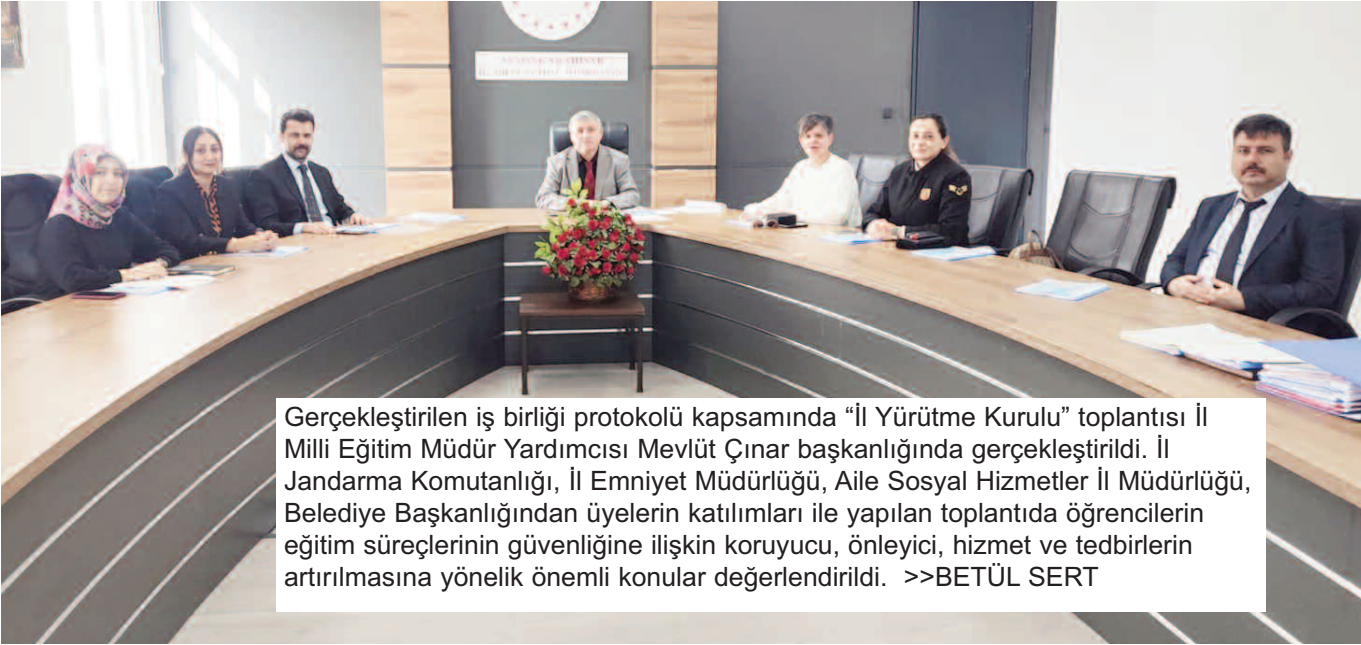 Gerçekleştirilen iş birliği protokolü kapsamında “İl Yürütme Kurulu” toplantısı İl
Milli Eğitim Müdür Yardımcısı Mevlüt Çınar başkanlığında gerçekleştirildi. İl
Jandarma Komutanlığı, İl Emniyet Müdürlüğü, Aile Sosyal Hizmetler İl Müdürlüğü,
Belediye Başkanlığından üyelerin katılımları ile yapılan toplantıda öğrencilerin
eğitim süreçlerinin güvenliğine ilişkin koruyucu, önleyici, hizmet ve tedbirlerin
artırılmasına yönelik önemli konular değerlendirildi. >>BETÜL SERT